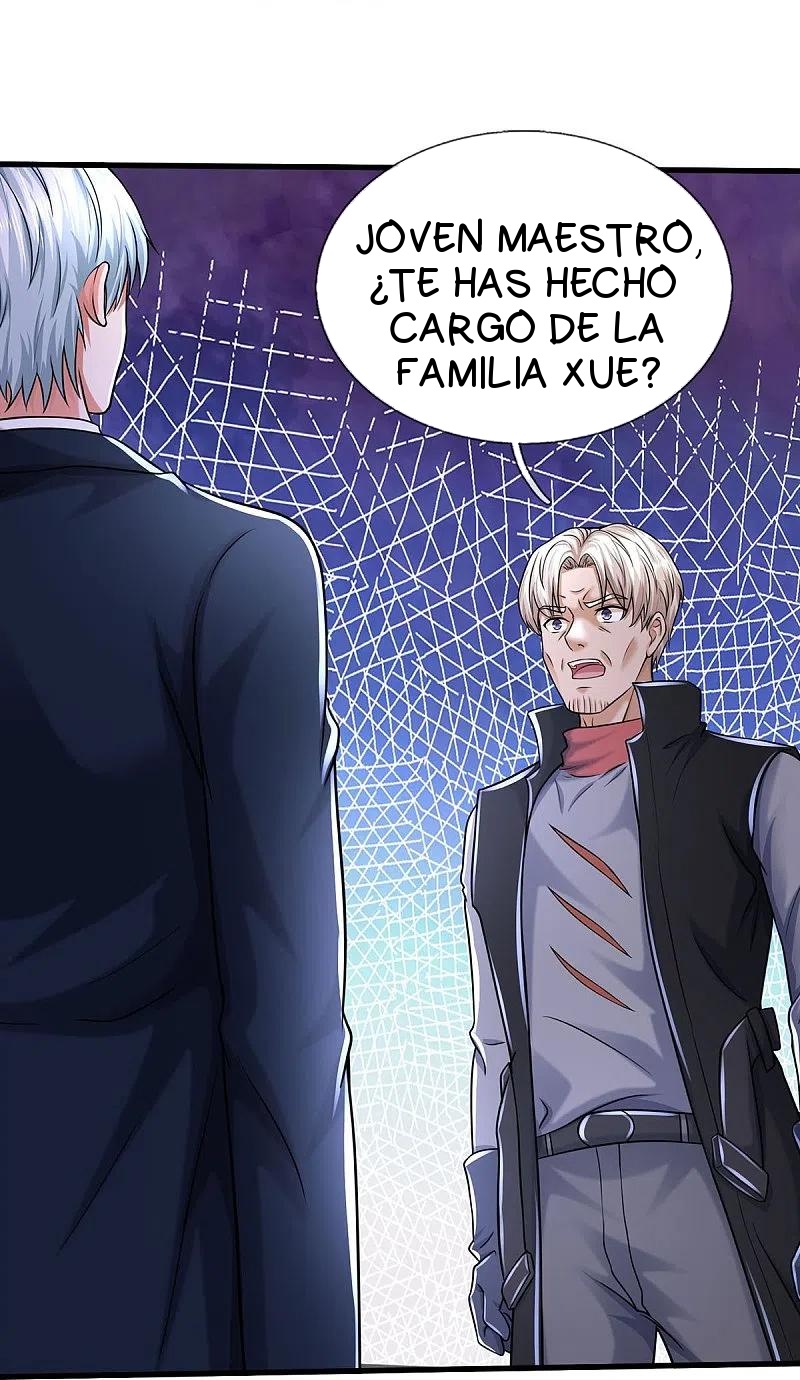 JOVEN MAESTRO,
¿TE HAS HECHO
CARGO DE LA
FAMILIA XUE?